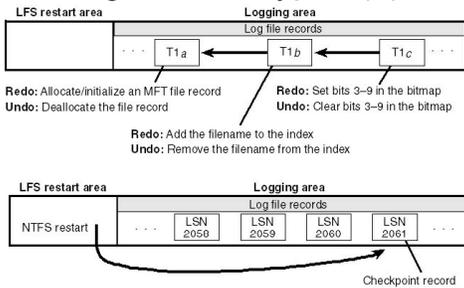 LFS restart area
Logging area
Log file records
. . . T1a T1b T1c . . .
Redo: Allocate/initialize an MFT file record
Undo: Deallocate the file record
Redo: Set bits 3–9 in the bitmap
Undo: Clear bits 3–9 in the bitmap
Redo: Add the filename to the index
Undo: Remove the filename from the index
LFS restart area
Logging area
Log file records
NTFS restart
. . . LSN 2058 LSN 2059 LSN 2060 LSN 2061 . . .
Checkpoint record